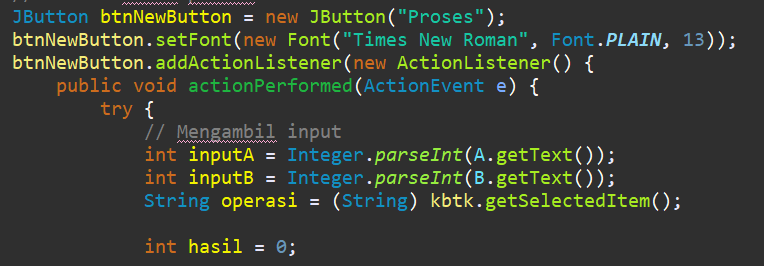 JButton btnNewButton = new JButton("Proses");
btnNewButton.setFont(new Font("Times New Roman", Font.PLAIN, 13));
btnNewButton.addActionListener(new ActionListener() {
public void actionPerformed(ActionEvent e) {
try {
// Mengambil input
int inputA = Integer.parseInt(A.getText());
int inputB = Integer.parseInt(B.getText());
String operasi = (String) kbtk.getSelectedItem();
int hasil = 0;